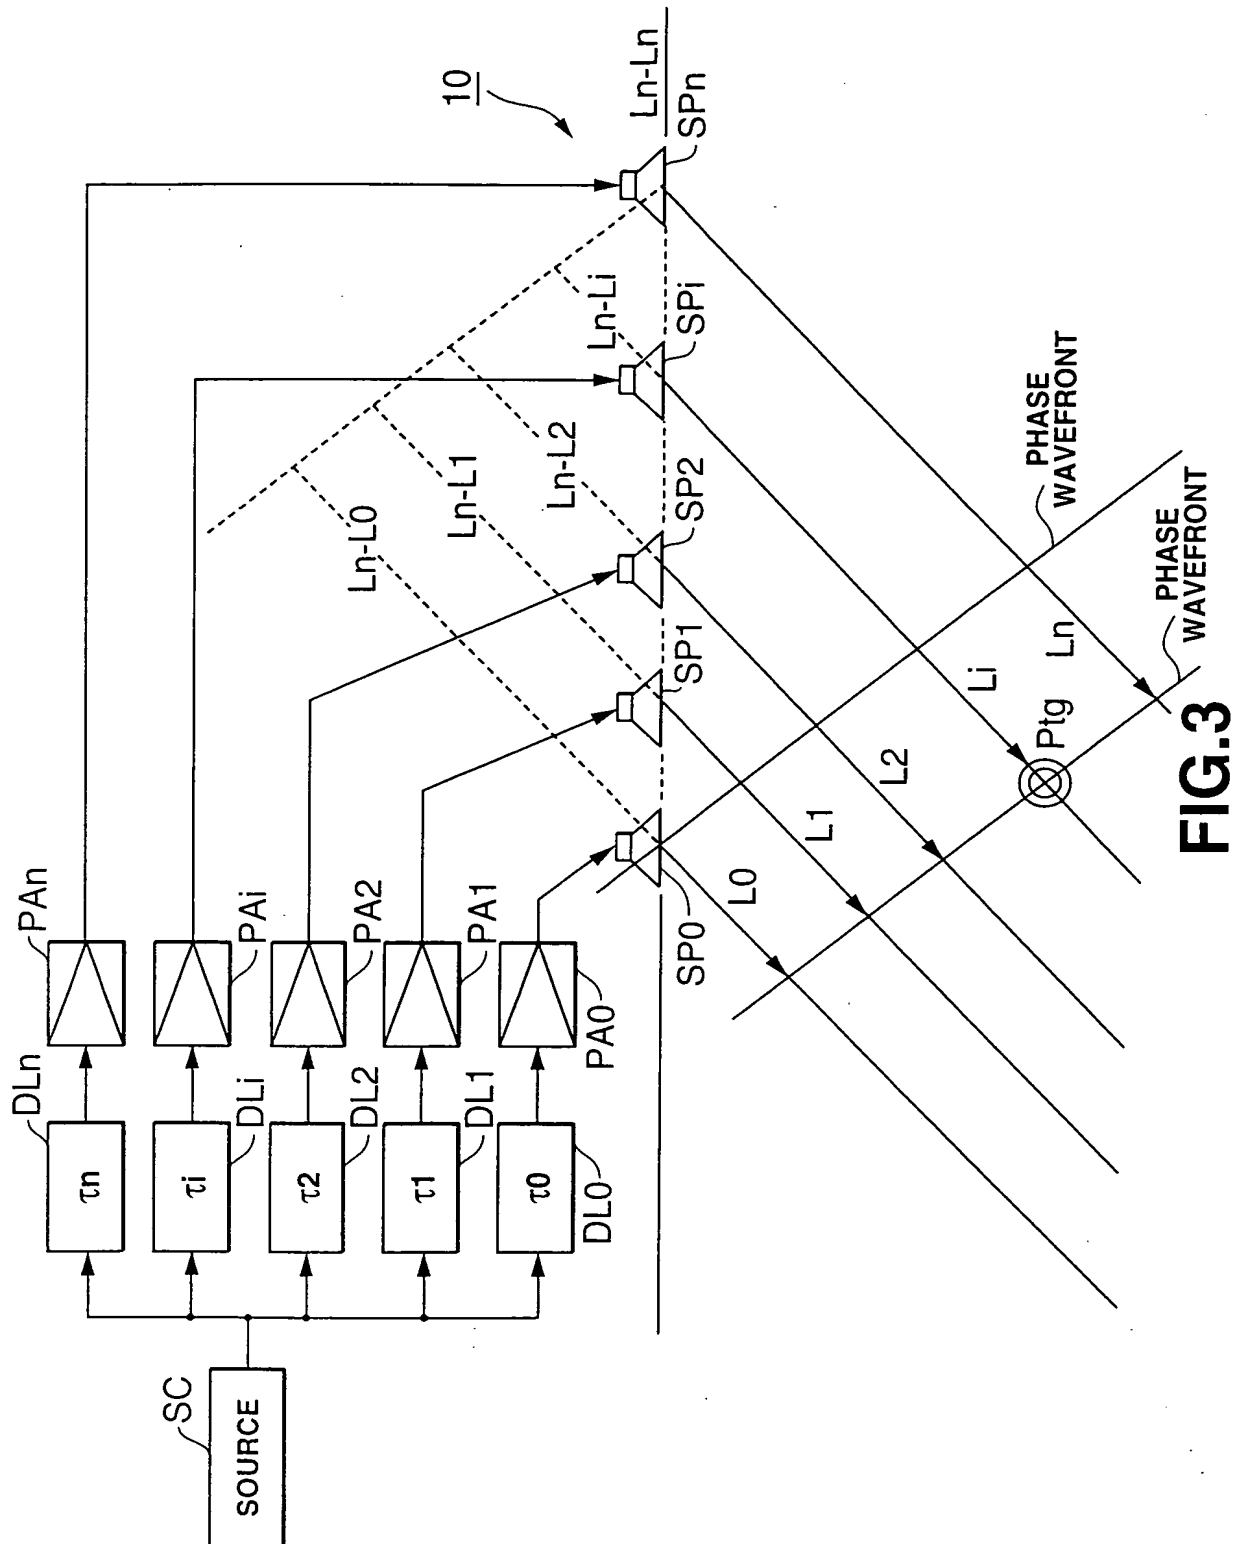 SC
SOURCE
DLn
τn
PAn
τi
DLi
PAi
τ2
DL2
PA2
τ1
DL1
PA1
τ0
DL0
PA0
10
Ln-L0
Ln-L1
Ln-L2
Ln-Li
Ln-Ln
SP0
SP1
SP2
SPi
SPn
L0
L1
L2
Li
Ln
Ptg
PHASE
WAVEFRONT
PHASE
WAVEFRONT
FIG.3